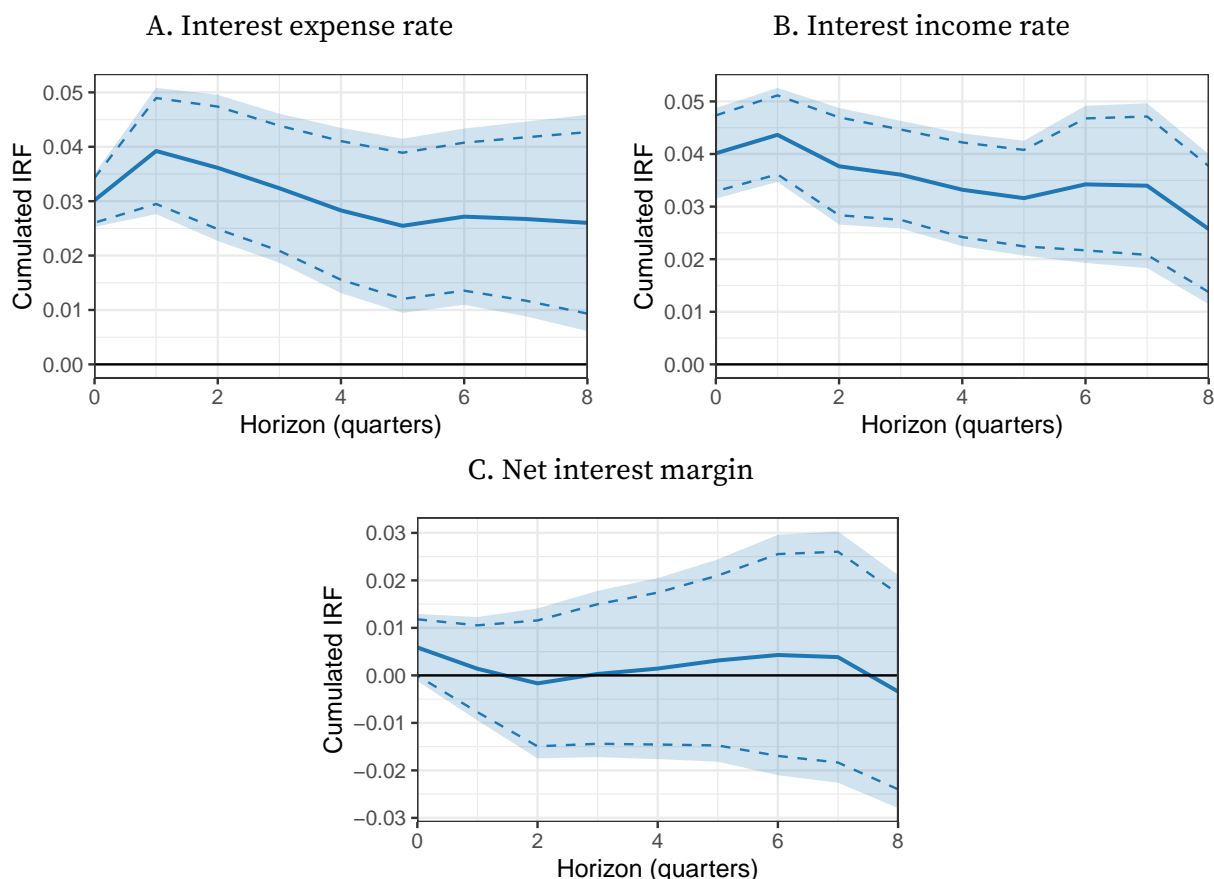 A. Interest expense rate
Cumulated IRF
0.05
0.04
0.03
0.02
0.01
0.00
0 2 4 6 8
Horizon (quarters)
B. Interest income rate
Cumulated IRF
0.05
0.04
0.03
0.02
0.01
0.00
0 2 4 6 8
Horizon (quarters)
C. Net interest margin
Cumulated IRF
0.03
0.02
0.01
0.00
−0.01
−0.02
−0.03
0 2 4 6 8
Horizon (quarters)